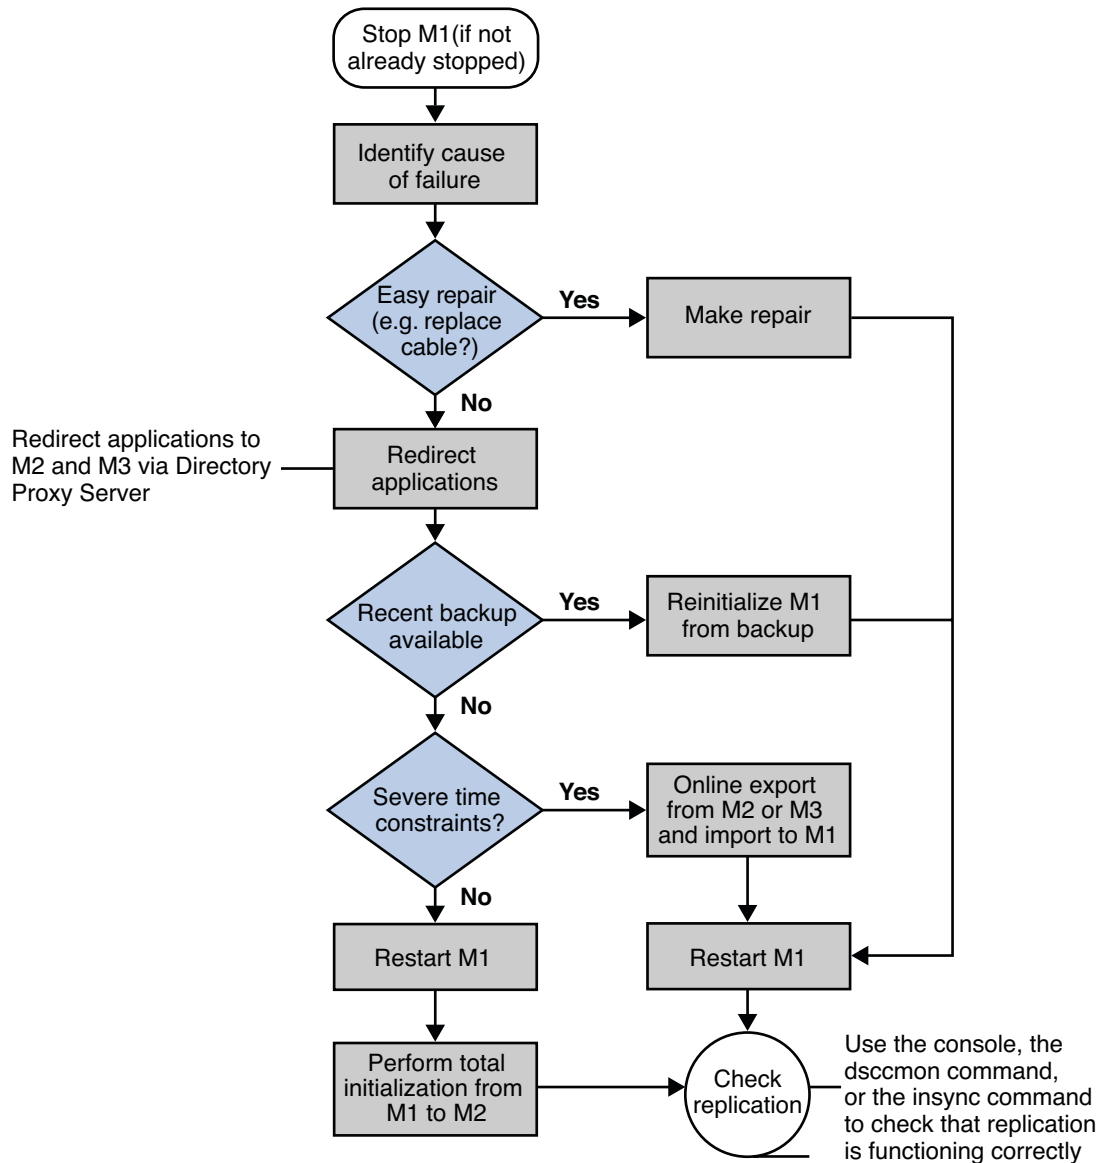 Stop M1(if not
already stopped)
Identify cause
of failure
Easy repair
(e.g. replace
cable?)
Yes
Make repair
No
Redirect applications to
M2 and M3 via Directory
Proxy Server
Redirect
applications
Recent backup
available
Yes
Reinitialize M1
from backup
No
Severe time
constraints?
Yes
Online export
from M2 or M3
and import to M1
No
Restart M1
Restart M1
Perform total
initialization from
M1 to M2
Check
replication
Use the console, the
dsccmon command,
or the insync command
to check that replication
is functioning correctly